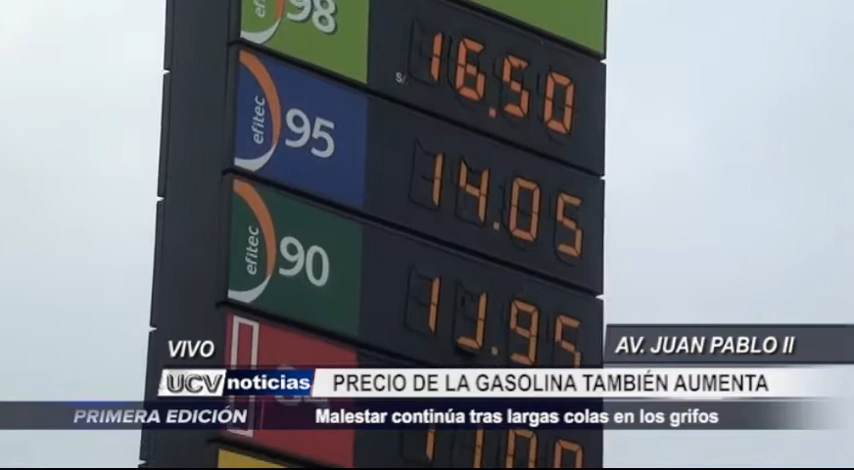 efitec 98 S/. 16.50
efitec 95 14.05
efitec 90 11.95
VIVO
AV. JUAN PABLO II
UCV noticias PRECIO DE LA GASOLINA TAMBIÉN AUMENTA
PRIMERA EDICIÓN Malestar continúa tras largas colas en los grifos